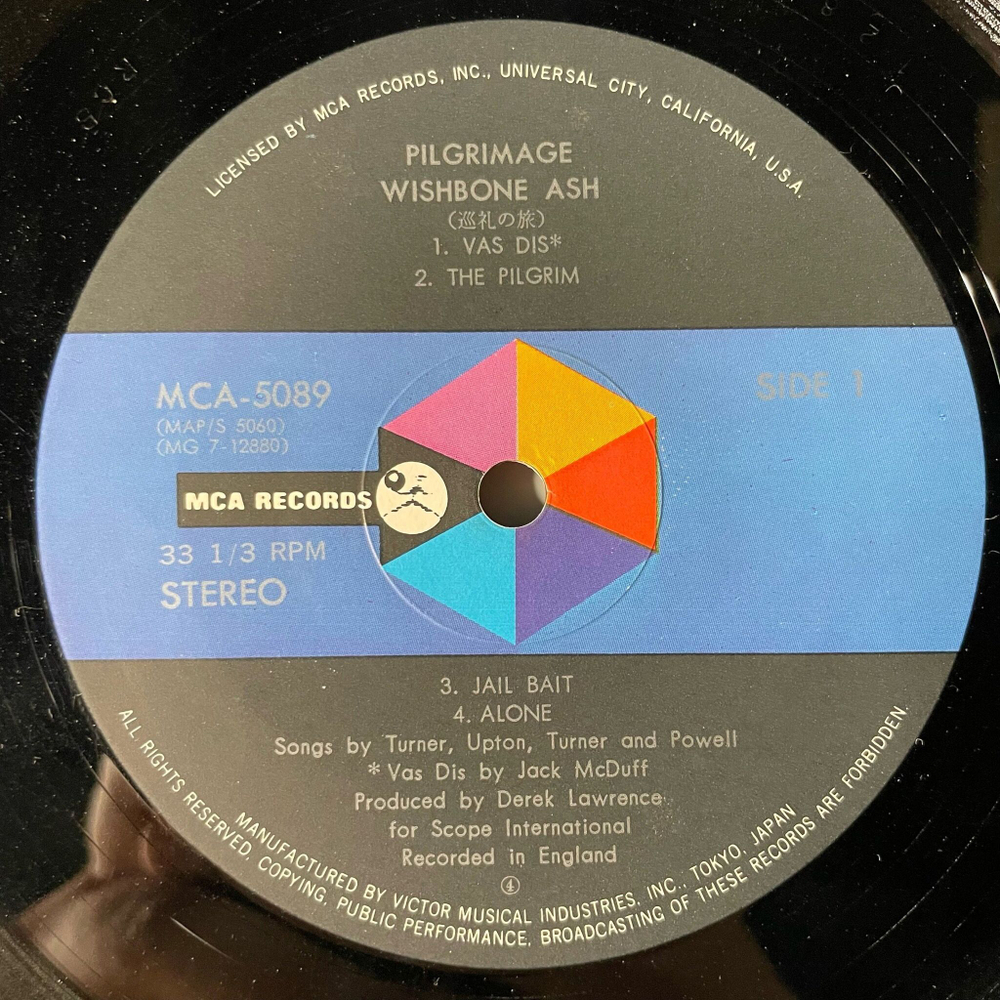 LICENSED BY MCA RECORDS, INC., UNIVERSAL CITY, CALIFORNIA, U.S.A.
PILGRIMAGE
WISHBONE ASH
(巡礼の旅)
1. VAS DIS*
2. THE PILGRIM
MCA-5089
(MAP/S 5060)
(MG 7-12880)
SIDE 1
MCA RECORDS
33 1/3 RPM
STEREO
3. JAIL BAIT
4. ALONE
Songs by Turner, Upton, Turner and Powell
*Vas Dis by Jack McDuff
Produced by Derek Lawrence
for Scope International
Recorded in England
④
MANUFACTURED BY VICTOR MUSICAL INDUSTRIES, INC., TOKYO, JAPAN
ALL RIGHTS RESERVED, COPYING, PUBLIC PERFORMANCE, BROADCASTING OF THESE RECORDS ARE FORBIDDEN.